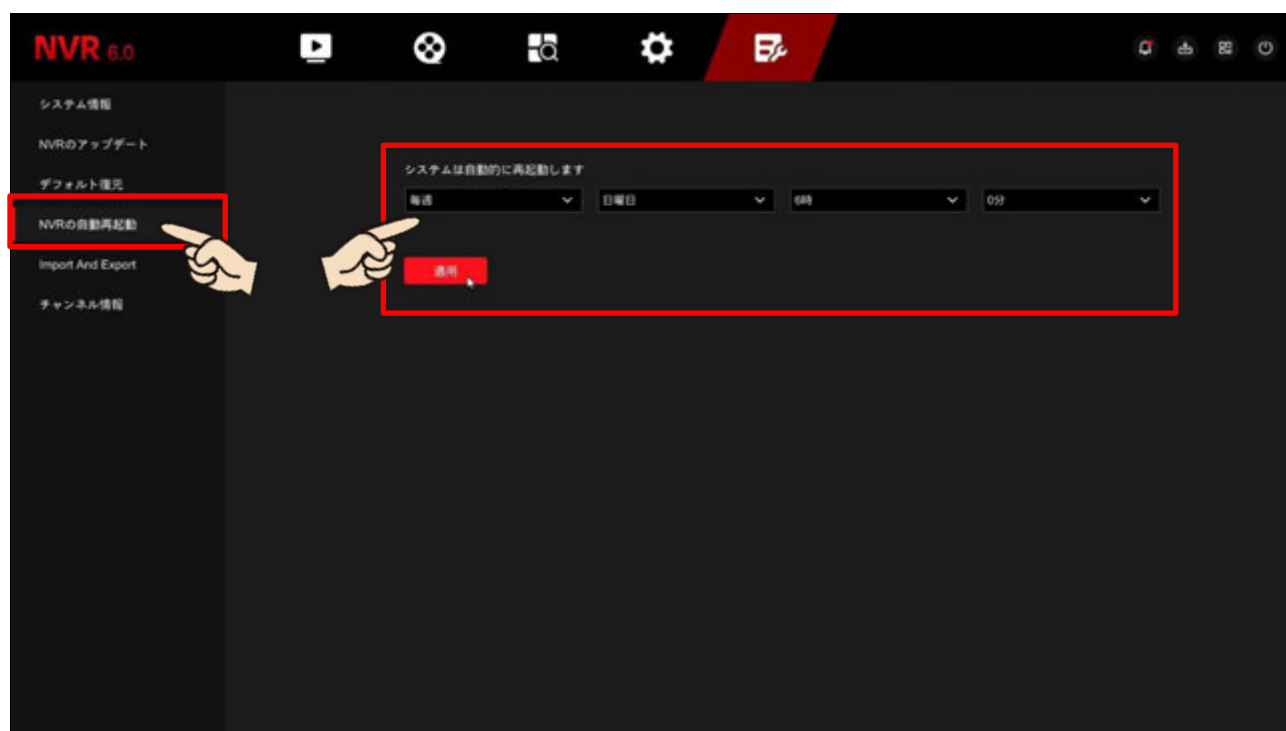 NVR 6.0
システム情報
NVRのアップデート
デフォルト復元
NVRの自動再起動
Import And Export
チャンネル情報
システムは自動的に再起動します
毎週 日曜日 6時 0分
適用